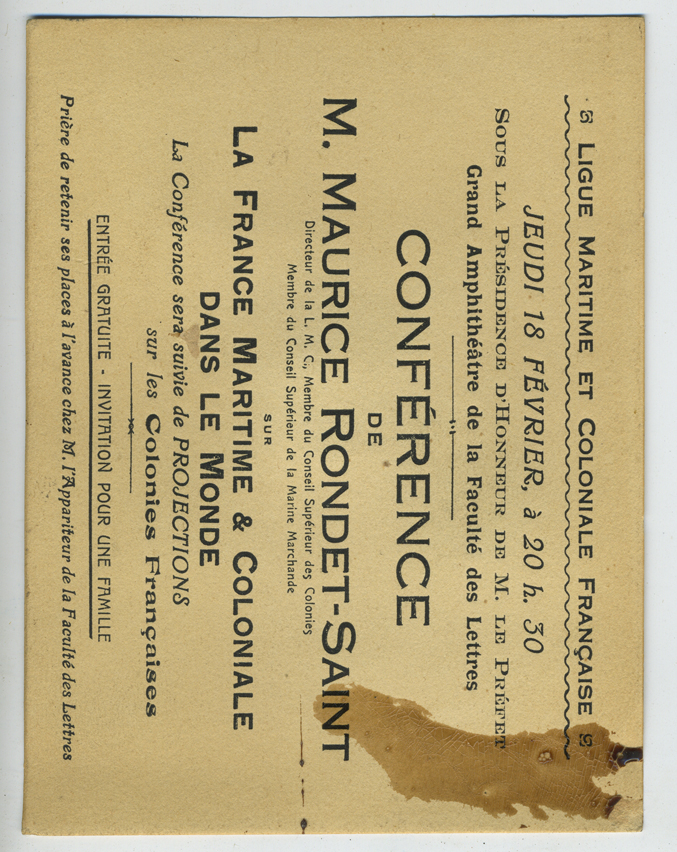 LIGUE MARITIME ET COLONIALE FRANÇAISE
JEUDI 18 FÉVRIER, à 20 h. 30
SOUS LA PRÉSIDENCE D'HONNEUR DE M. LE PRÉFET
Grand Amphithéâtre de la Faculté des Lettres
CONFÉRENCE
DE
M. MAURICE RONDET-SAINT
Directeur de la L. M. C., Membre du Conseil Supérieur des Colonies
Membre du Conseil Supérieur de la Marine Marchande
SUR
LA FRANCE MARITIME & COLONIALE
DANS LE MONDE
La Conférence sera suivie de PROJECTIONS
sur les Colonies Françaises
ENTRÉE GRATUITE - INVITATION POUR UNE FAMILLE
Prière de retenir ses places à l'avance chez M. l'Appariteur de la Faculté des Lettres